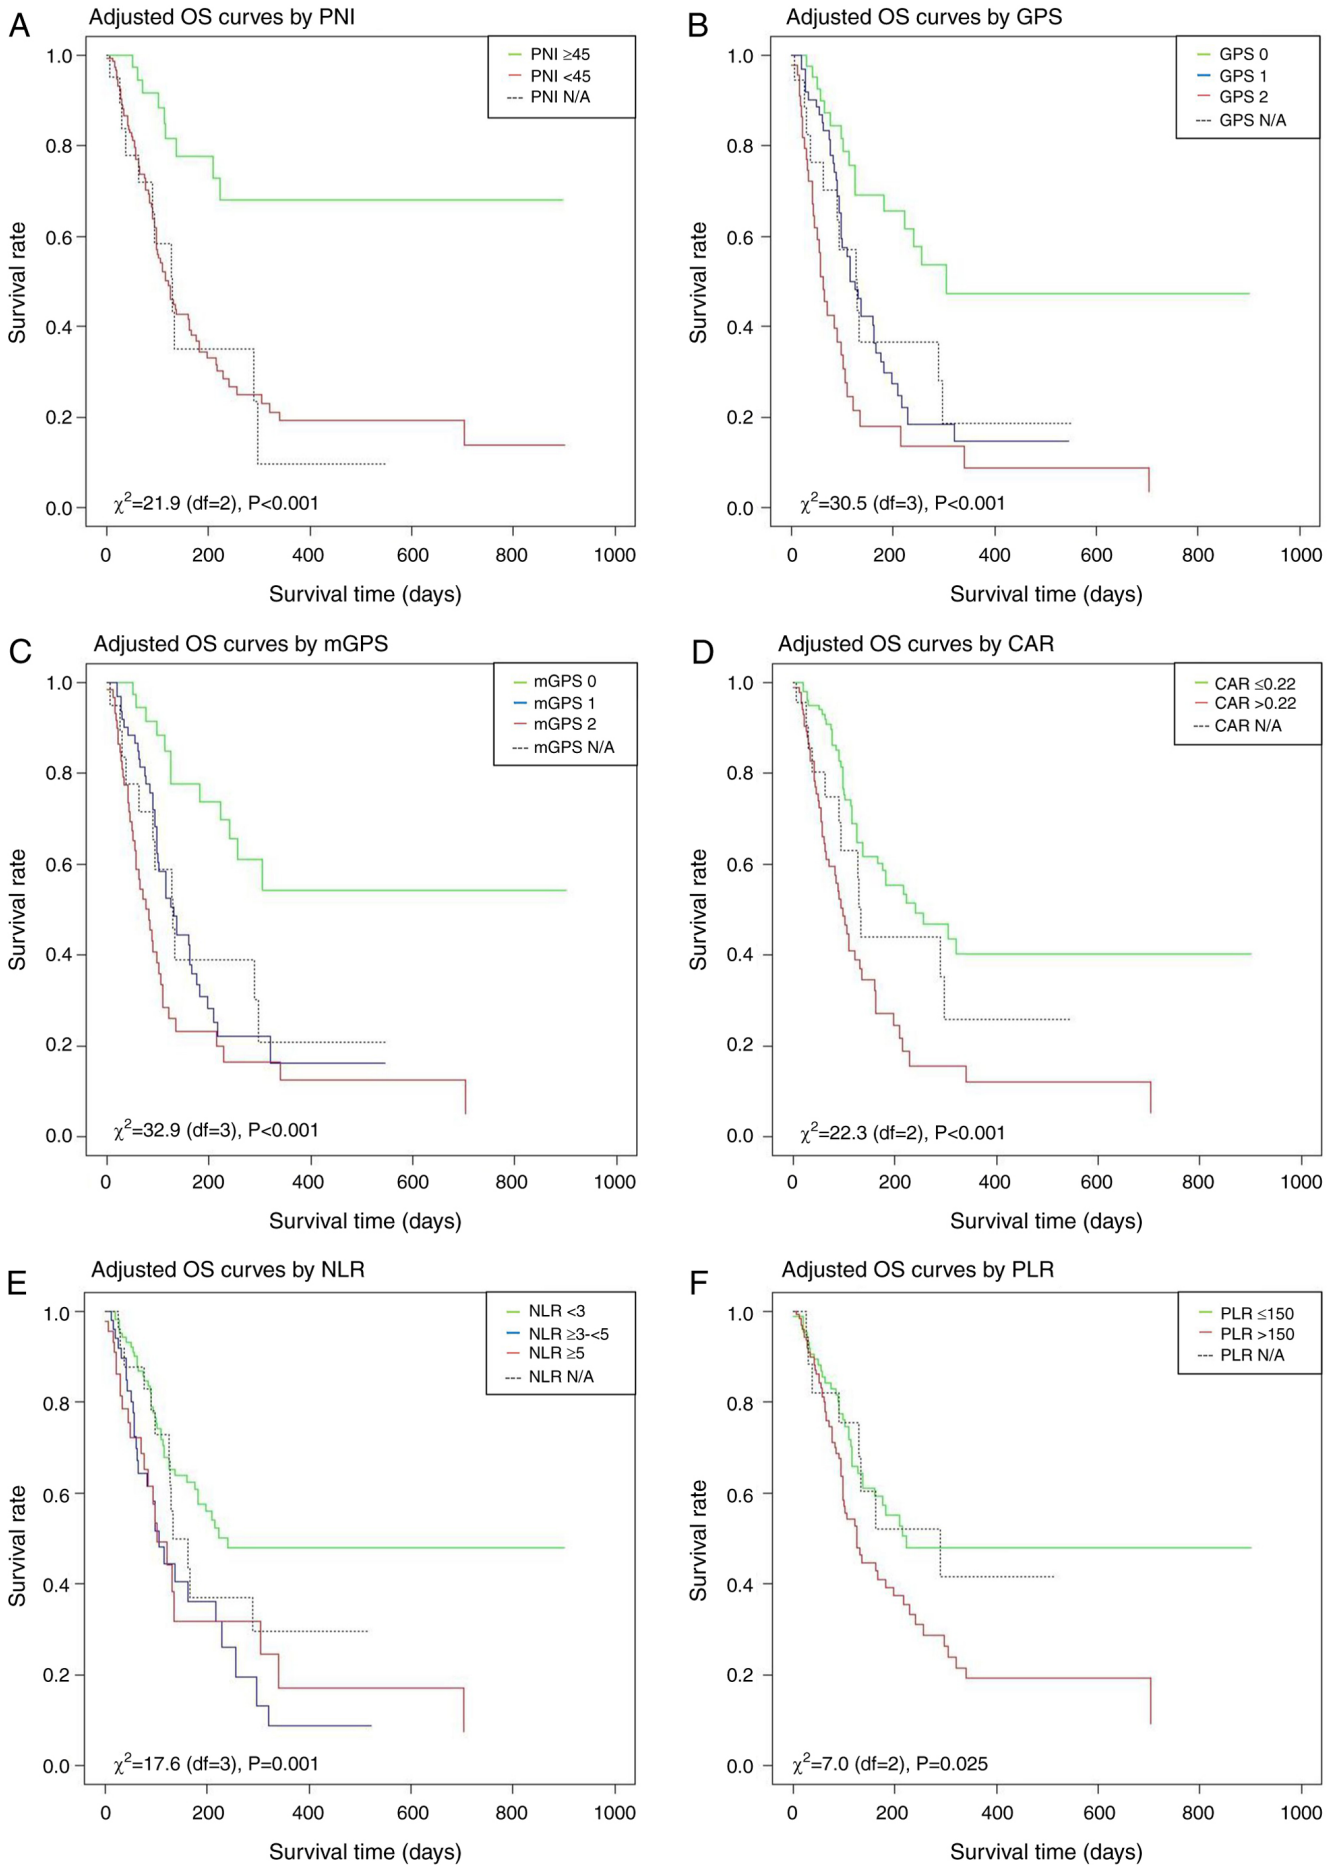 A
Adjusted OS curves by PNI
PNI ≥45
PNI <45
PNI N/A
1.0
0.8
0.6
0.4
0.2
0.0
Survival rate
χ²=21.9 (df=2), P<0.001
0 200 400 600 800 1000
Survival time (days)
B
Adjusted OS curves by GPS
GPS 0
GPS 1
GPS 2
GPS N/A
1.0
0.8
0.6
0.4
0.2
0.0
Survival rate
χ²=30.5 (df=3), P<0.001
0 200 400 600 800 1000
Survival time (days)
C
Adjusted OS curves by mGPS
mGPS 0
mGPS 1
mGPS 2
mGPS N/A
1.0
0.8
0.6
0.4
0.2
0.0
Survival rate
χ²=32.9 (df=3), P<0.001
0 200 400 600 800 1000
Survival time (days)
D
Adjusted OS curves by CAR
CAR ≤0.22
CAR >0.22
CAR N/A
1.0
0.8
0.6
0.4
0.2
0.0
Survival rate
χ²=22.3 (df=2), P<0.001
0 200 400 600 800 1000
Survival time (days)
E
Adjusted OS curves by NLR
NLR <3
NLR ≥3-<5
NLR ≥5
NLR N/A
1.0
0.8
0.6
0.4
0.2
0.0
Survival rate
χ²=17.6 (df=3), P=0.001
0 200 400 600 800 1000
Survival time (days)
F
Adjusted OS curves by PLR
PLR ≤150
PLR >150
PLR N/A
1.0
0.8
0.6
0.4
0.2
0.0
Survival rate
χ²=7.0 (df=2), P=0.025
0 200 400 600 800 1000
Survival time (days)